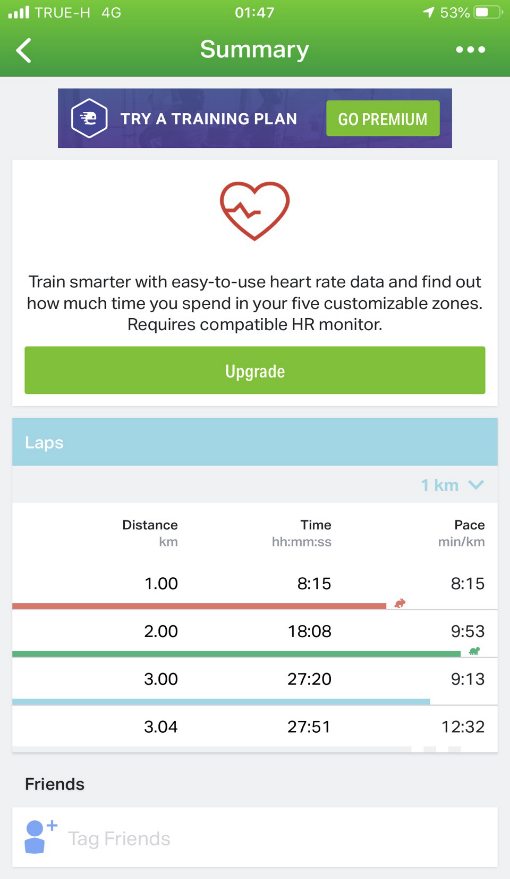 TRUE-H 4G 01:47 53%
Summary
TRY A TRAINING PLAN GO PREMIUM
Train smarter with easy-to-use heart rate data and find out
how much time you spend in your five customizable zones.
Requires compatible HR monitor.
Upgrade
Laps
1 km
Distance Time Pace
km hh:mm:ss min/km
1.00 8:15 8:15
2.00 18:08 9:53
3.00 27:20 9:13
3.04 27:51 12:32
Friends
Tag Friends